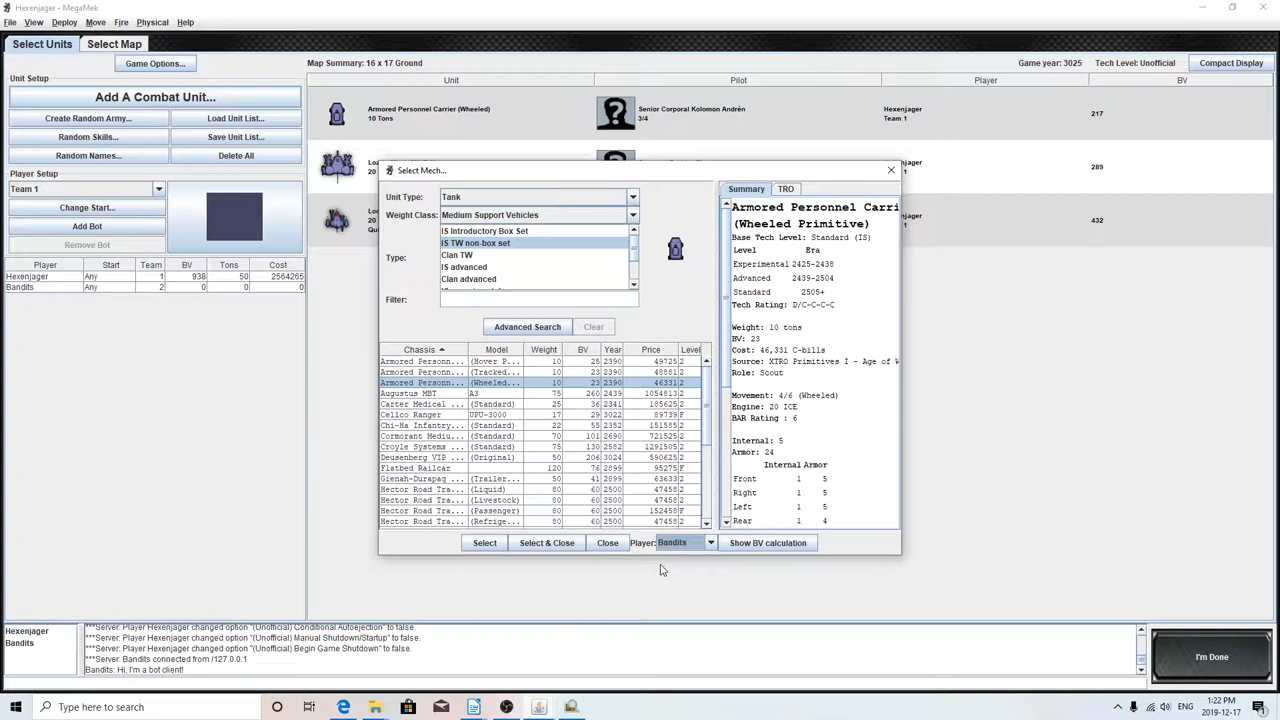 Hexenjager - MegaMek
File View Deploy Move Fire Physical Help
Select Units Select Map
Game Options...
Map Summary: 16 x 17 Ground
Game year: 3025
Tech Level: Unofficial
Compact Display
Unit Setup
Unit Pilot Player BV
Add A Combat Unit...
Create Random Army... Load Unit List...
Random Skills... Save Unit List...
Random Names... Delete All
Player Setup
Team 1
Change Start...
Add Bot
Remove Bot
Player Start Team BV Tons Cost
Hexenjager Any 1 938 50 2564265
Bandits Any 2 0 0 0
Armored Personnel Carrier (Wheeled)
10 Tons
Senior Corporal Kolomon Andrén
3/4
Hexenjager
Team 1
217
289
20
432
Select Mech...
Unit Type: Tank
Weight Class: Medium Support Vehicles
Type:
IS Introductory Box Set
IS TW non-box set
Clan TW
IS advanced
Clan advanced
Filter:
Advanced Search Clear
Chassis Model Weight BV Year Price Level
Armored Personn... (Hover P... 10 25 2390 49725 2
Armored Personn... (Tracked... 10 23 2390 48881 2
Armored Personn... (Wheeled... 10 23 2390 46331 2
Augustus MBT A3 75 260 2439 1054813 2
Carter Medical ... (Standard) 25 36 2341 185625 2
Cellco Ranger UPU-3000 17 29 3022 89739 F
Chi-Ha Infantry... (Standard) 22 55 2352 151585 2
Cormorant Mediu... (Standard) 70 101 2690 721525 2
Croyle Systems ... (Standard) 75 130 2582 1291505 2
Deusenberg VIP ... (Original) 50 206 3024 590625 2
Flatbed Railcar 120 76 2899 95275 F
Gienah-Durapaq ... (Trailer... 50 41 2899 63633 2
Hector Road Tra... (Liquid) 80 60 2500 47458 2
Hector Road Tra... (Livestock) 80 60 2500 47458 2
Hector Road Tra... (Passenger) 80 60 2500 152458 F
Hector Road Tra... (Refrige... 80 60 2500 47458 2
Select Select & Close Close Player: Bandits Show BV calculation
Summary TRO
Armored Personnel Carri
(Wheeled Primitive)
Base Tech Level: Standard (IS)
Level Era
Experimental 2425-2438
Advanced 2439-2504
Standard 2505+
Tech Rating: D/C-C-C-C
Weight: 10 tons
BV: 23
Cost: 46,331 C-bills
Source: XTRO Primitives I - Age of W
Role: Scout
Movement: 4/6 (Wheeled)
Engine: 20 ICE
BAR Rating : 6
Internal: 5
Armor: 24
Internal Armor
Front 1 5
Right 1 5
Left 1 5
Rear 1 4
Hexenjager
Bandits
***Server: Player Hexenjager changed option "(Unofficial) Conditional Autoejection" to false.
***Server: Player Hexenjager changed option "(Unofficial) Manual Shutdown/Startup" to false.
***Server: Player Hexenjager changed option "(Unofficial) Begin Game Shutdown" to false.
***Server: Bandits connected from /127.0.0.1
Bandits: Hi, I'm a bot client!
I'm Done
Type here to search
ENG
1:22 PM
2019-12-17